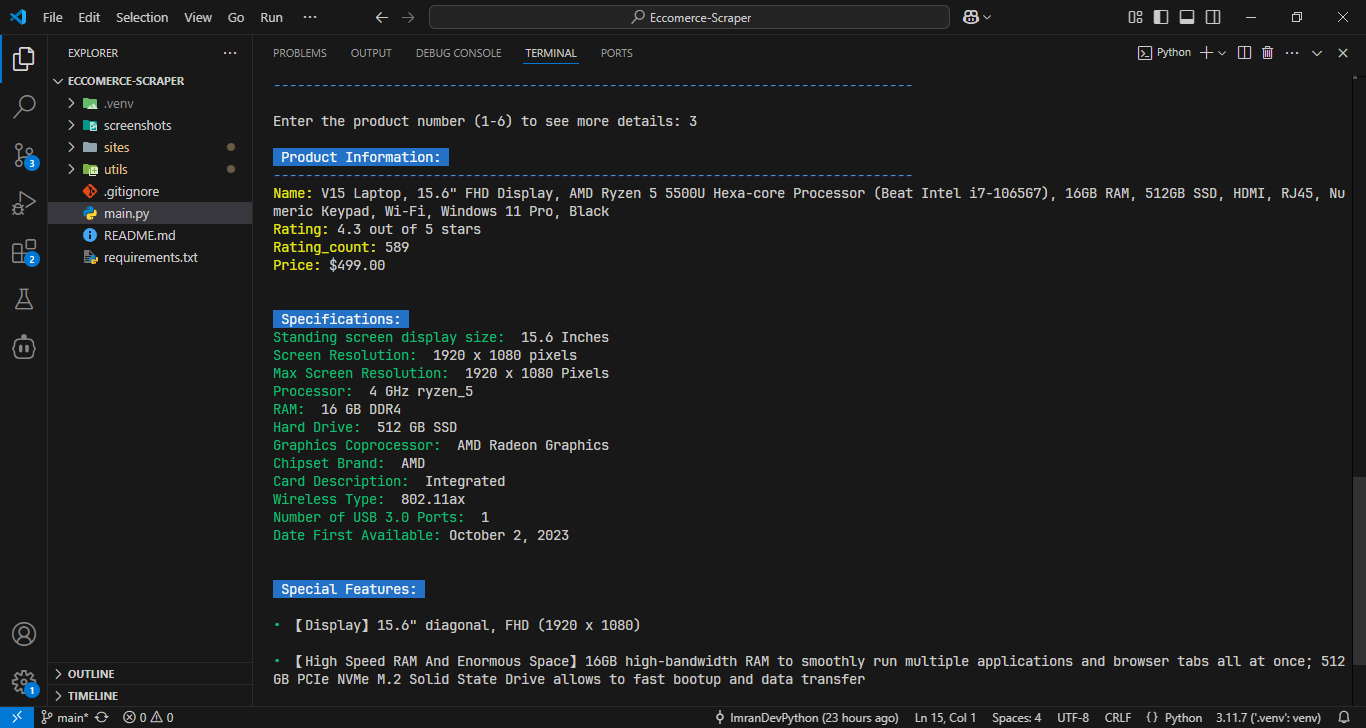 File Edit Selection View Go Run ··· Eccomerce-Scraper
EXPLORER ···
ECCOMERCE-SCRAPER
.venv
screenshots
sites
utils
.gitignore
main.py
README.md
requirements.txt
OUTLINE
TIMELINE
3
2
1
PROBLEMS OUTPUT DEBUG CONSOLE TERMINAL PORTS Python
--------------------------------------------------------------------------------
Enter the product number (1-6) to see more details: 3
Product Information:
--------------------------------------------------------------------------------
Name: V15 Laptop, 15.6" FHD Display, AMD Ryzen 5 5500U Hexa-core Processor (Beat Intel i7-1065G7), 16GB RAM, 512GB SSD, HDMI, RJ45, Nu
meric Keypad, Wi-Fi, Windows 11 Pro, Black
Rating: 4.3 out of 5 stars
Rating_count: 589
Price: $499.00
Specifications:
Standing screen display size: 15.6 Inches
Screen Resolution: 1920 x 1080 pixels
Max Screen Resolution: 1920 x 1080 Pixels
Processor: 4 GHz ryzen_5
RAM: 16 GB DDR4
Hard Drive: 512 GB SSD
Graphics Coprocessor: AMD Radeon Graphics
Chipset Brand: AMD
Card Description: Integrated
Wireless Type: 802.11ax
Number of USB 3.0 Ports: 1
Date First Available: October 2, 2023
Special Features:
• 【Display】15.6" diagonal, FHD (1920 x 1080)
• 【High Speed RAM And Enormous Space】16GB high-bandwidth RAM to smoothly run multiple applications and browser tabs all at once; 512
GB PCIe NVMe M.2 Solid State Drive allows to fast bootup and data transfer
main* 0 0 ImranDevPython (23 hours ago) Ln 15, Col 1 Spaces: 4 UTF-8 CRLF {} Python 3.11.7 ('.venv': venv)